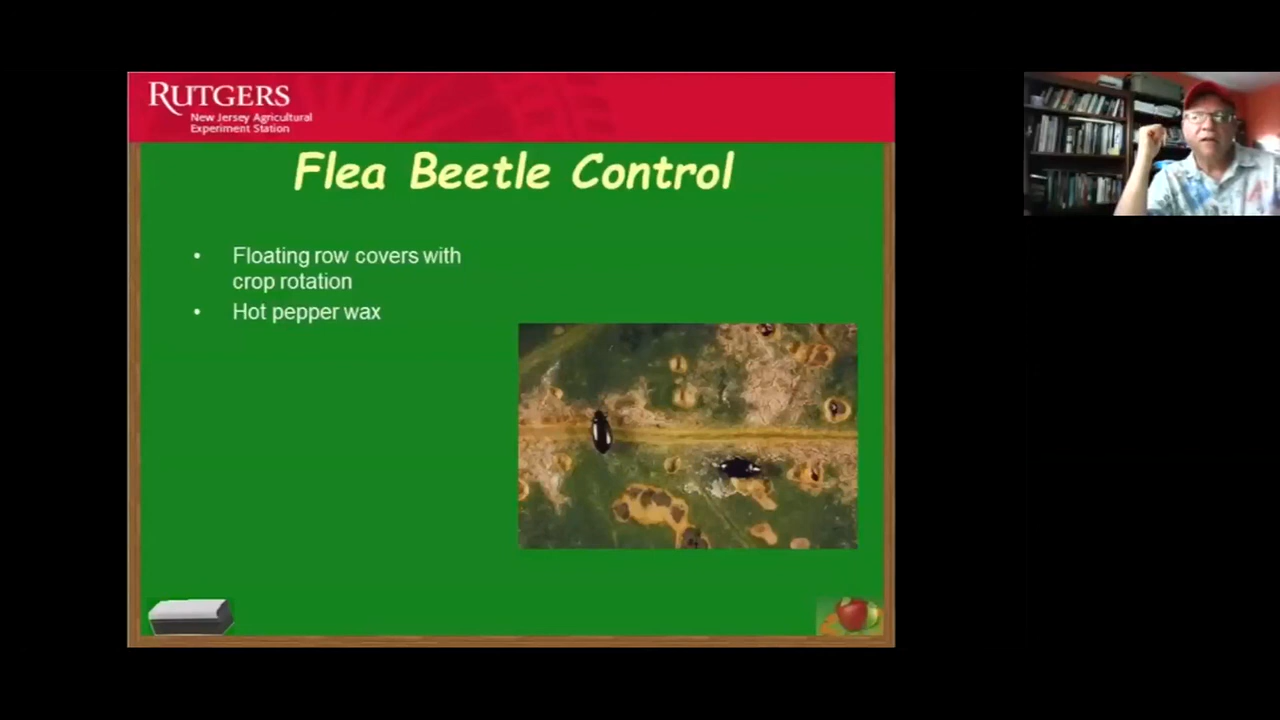 RUTGERS
New Jersey Agricultural
Experiment Station
Flea Beetle Control
• Floating row covers with
crop rotation
• Hot pepper wax